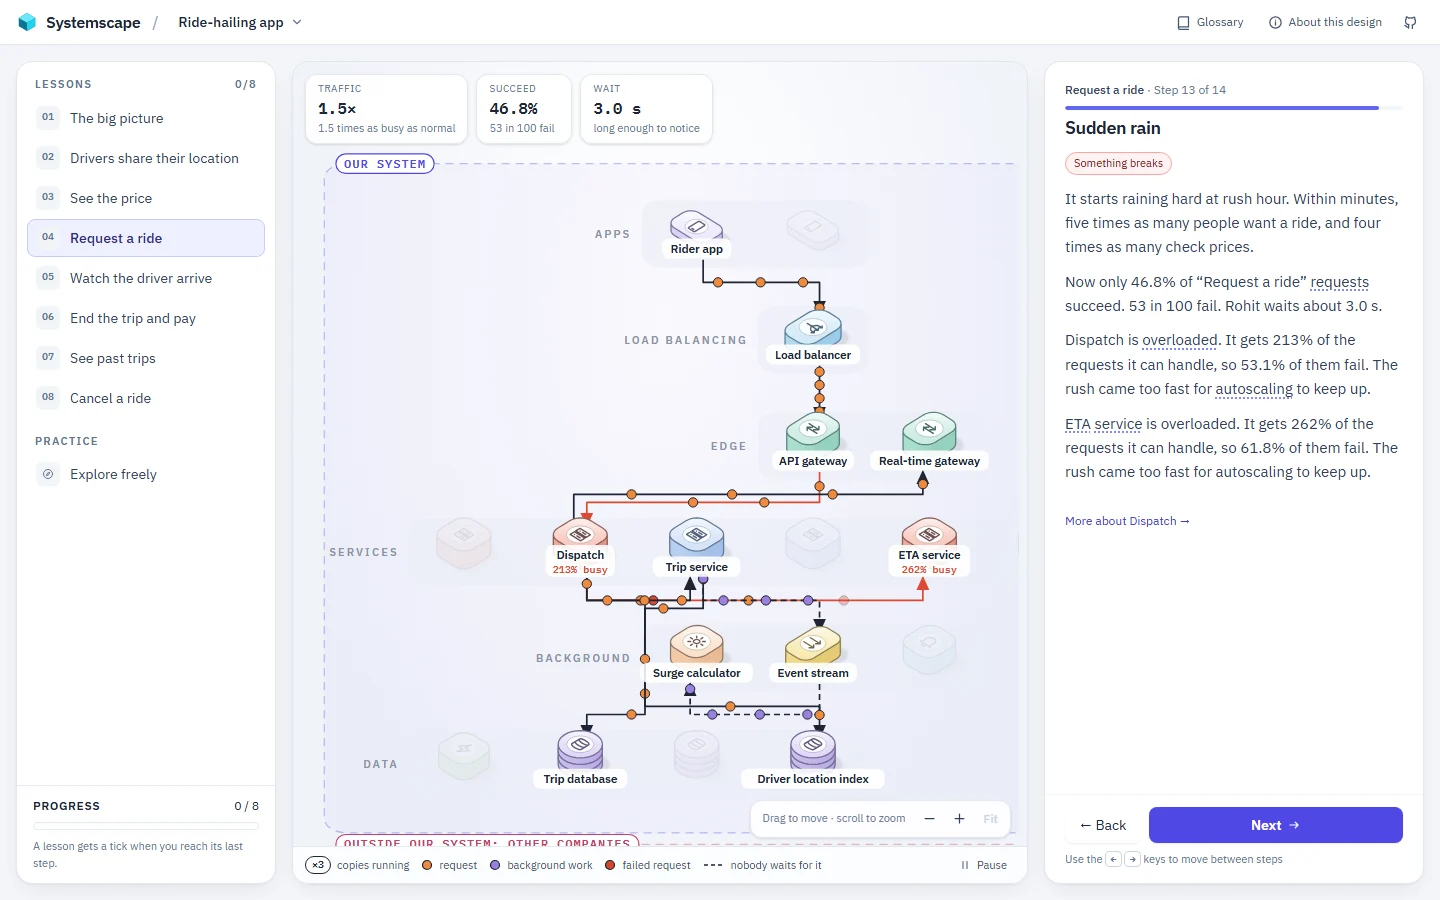 Systemscape / Ride-hailing app
Glossary
About this design
LESSONS 0/8
01 The big picture
02 Drivers share their location
03 See the price
04 Request a ride
05 Watch the driver arrive
06 End the trip and pay
07 See past trips
08 Cancel a ride
PRACTICE
Explore freely
PROGRESS 0 / 8
A lesson gets a tick when you reach its last
step.
TRAFFIC
1.5×
1.5 times as busy as normal
SUCCEED
46.8%
53 in 100 fail
WAIT
3.0 s
long enough to notice
OUR SYSTEM
APPS
Rider app
LOAD BALANCING
Load balancer
EDGE
API gateway
Real-time gateway
SERVICES
Dispatch
213% busy
Trip service
ETA service
262% busy
BACKGROUND
Surge calculator
Event stream
DATA
Trip database
Driver location index
Drag to move · scroll to zoom − + Fit
OUTSIDE OUR SYSTEM: OTHER COMPANIES
×3 copies running
request
background work
failed request
nobody waits for it
Pause
Request a ride · Step 13 of 14
Sudden rain
Something breaks
It starts raining hard at rush hour. Within minutes,
five times as many people want a ride, and four
times as many check prices.
Now only 46.8% of “Request a ride” requests
succeed. 53 in 100 fail. Rohit waits about 3.0 s.
Dispatch is overloaded. It gets 213% of the
requests it can handle, so 53.1% of them fail. The
rush came too fast for autoscaling to keep up.
ETA service is overloaded. It gets 262% of the
requests it can handle, so 61.8% of them fail. The
rush came too fast for autoscaling to keep up.
More about Dispatch →
← Back
Next →
Use the ← → keys to move between steps